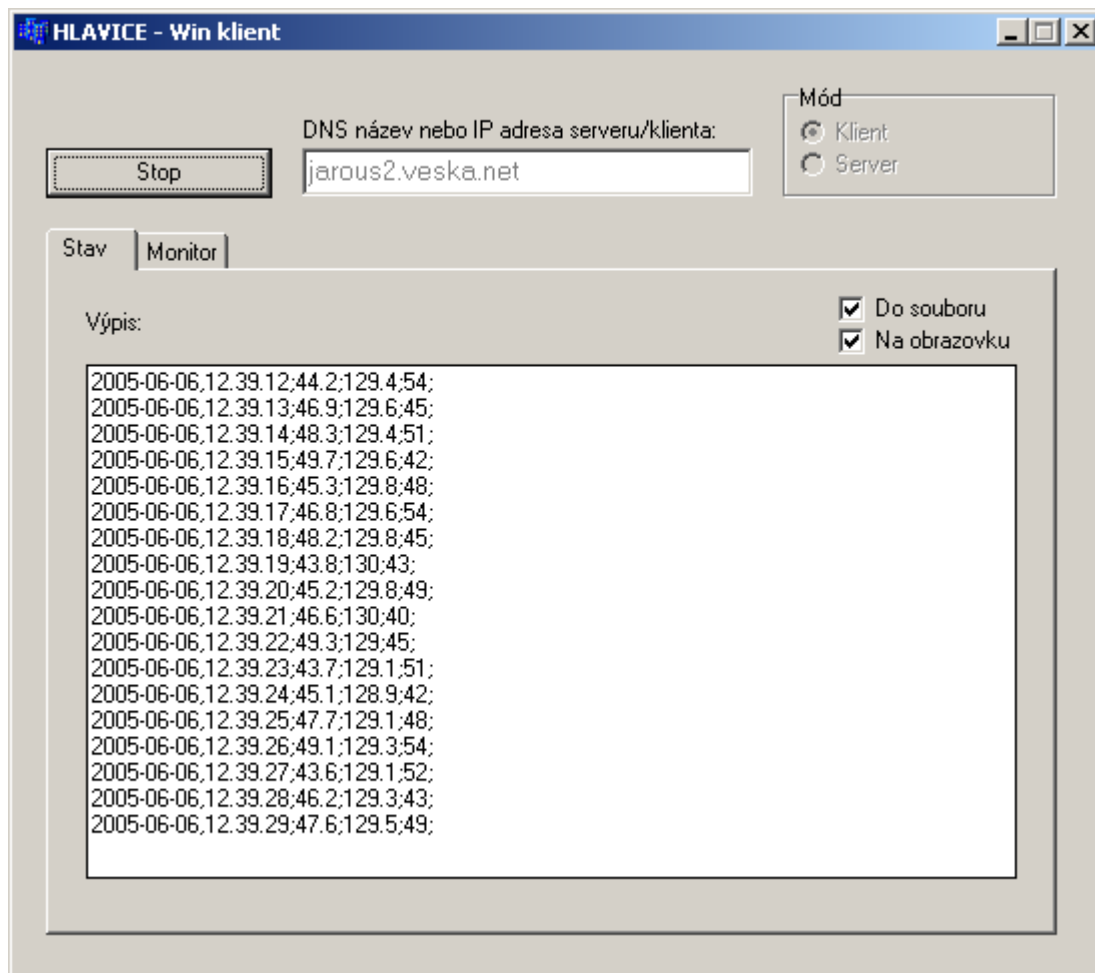 HLAVICE - Win klient
Mód
DNS název nebo IP adresa serveru/klienta:
Klient
Stop
jarous2.veska.net
Server
Stav
Monitor
Výpis:
Do souboru
Na obrazovku
2005-06-06,12.39.12;44.2;129.4;54;
2005-06-06,12.39.13;46.9;129.6;45;
2005-06-06,12.39.14;48.3;129.4;51;
2005-06-06,12.39.15;49.7;129.6;42;
2005-06-06,12.39.16;45.3;129.8;48;
2005-06-06,12.39.17;46.8;129.6;54;
2005-06-06,12.39.18;48.2;129.8;45;
2005-06-06,12.39.19;43.8;130;43;
2005-06-06,12.39.20;45.2;129.8;49;
2005-06-06,12.39.21;46.6;130;40;
2005-06-06,12.39.22;49.3;129;45;
2005-06-06,12.39.23;43.7;129.1;51;
2005-06-06,12.39.24;45.1;128.9;42;
2005-06-06,12.39.25;47.7;129.1;48;
2005-06-06,12.39.26;49.1;129.3;54;
2005-06-06,12.39.27;43.6;129.1;52;
2005-06-06,12.39.28;46.2;129.3;43;
2005-06-06,12.39.29;47.6;129.5;49;